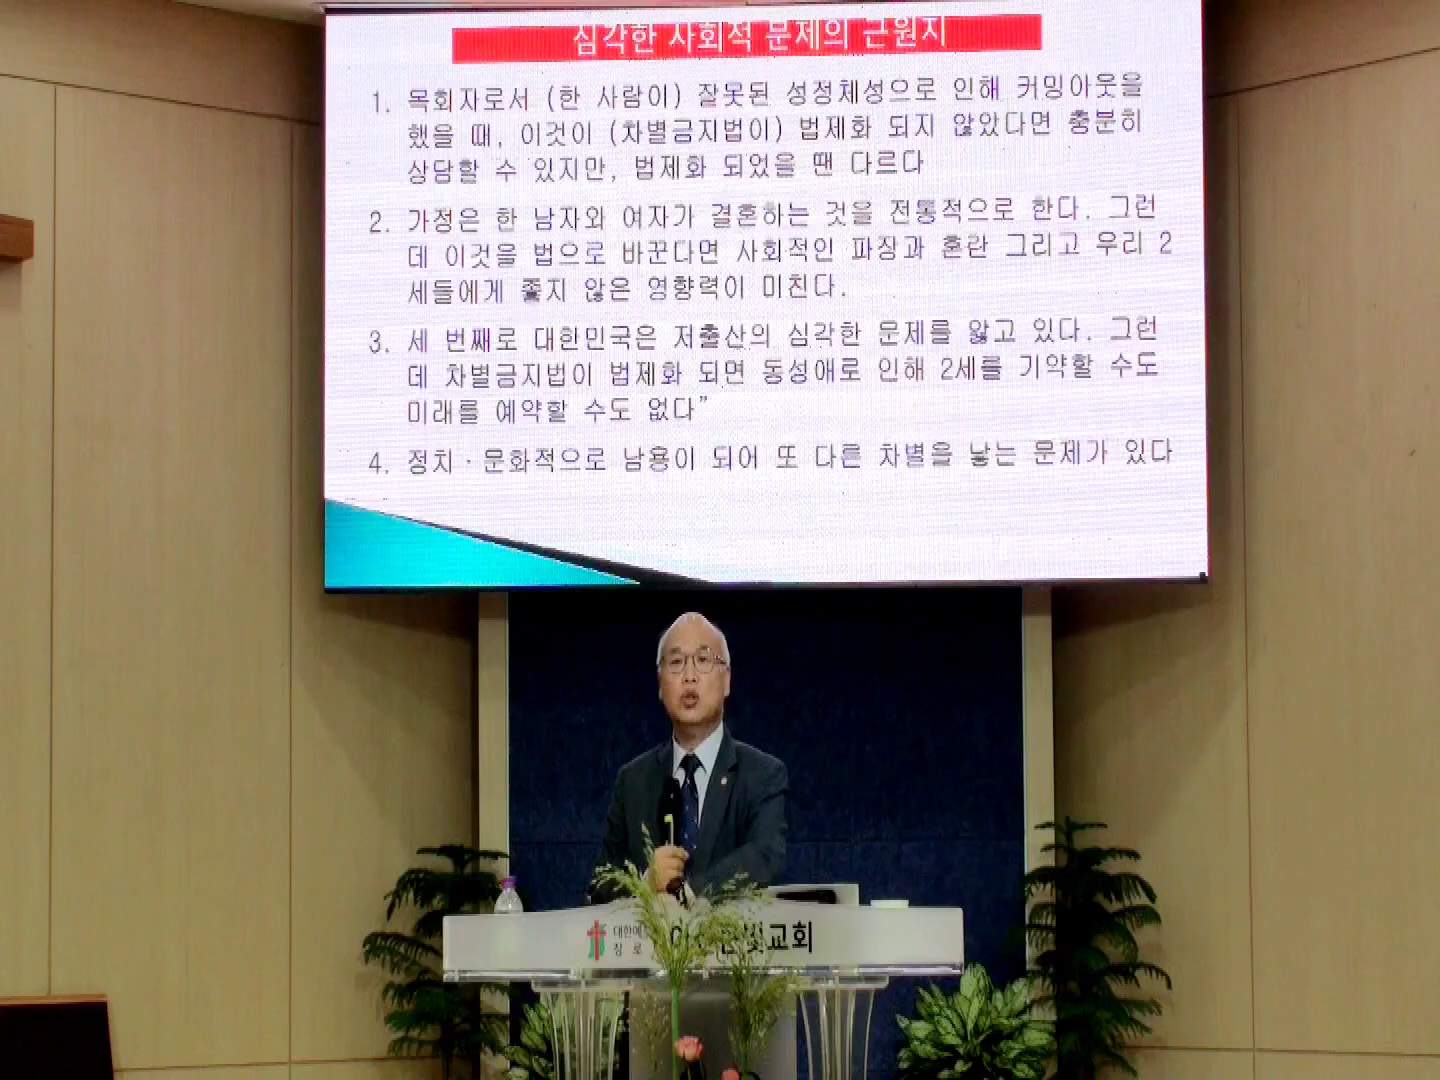 심각한 사회적 문제의 근원지
1. 목회자로서 (한 사람이) 잘못된 성정체성으로 인해 커밍아웃을
했을 때, 이것이 (차별금지법이) 법제화 되지 않았다면 충분히
상담할 수 있지만, 법제화 되었을 땐 다르다
2. 가정은 한 남자와 여자가 결혼하는 것을 전통적으로 한다. 그런
데 이것을 법으로 바꾼다면 사회적인 파장과 혼란 그리고 우리 2
세들에게 좋지 않은 영향력이 미친다.
3. 세 번째로 대한민국은 저출산의 심각한 문제를 앓고 있다. 그런
데 차별금지법이 법제화 되면 동성애로 인해 2세를 기약할 수도
미래를 예약할 수도 없다”
4. 정치·문화적으로 남용이 되어 또 다른 차별을 낳는 문제가 있다
대한예
장 로
교회